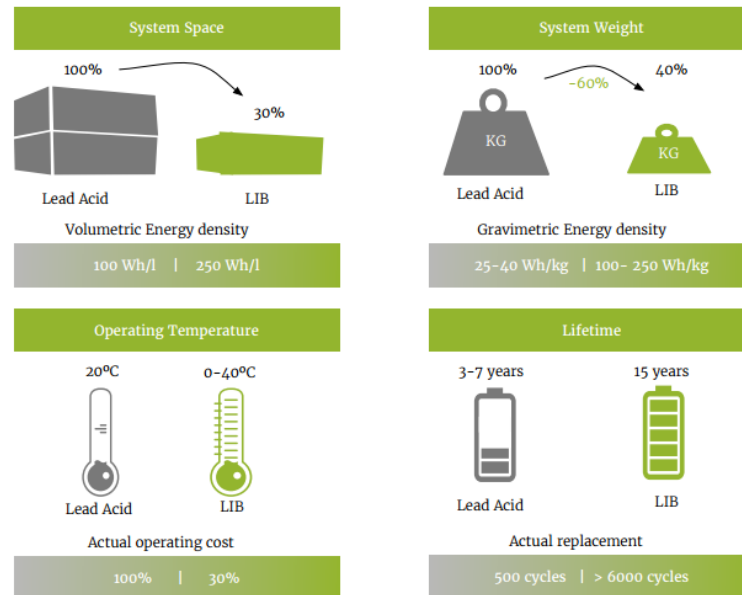 System Space
100%
30%
Lead Acid
LIB
Volumetric Energy density
100 Wh/l | 250 Wh/l
System Weight
100%
-60%
40%
KG
KG
Lead Acid
LIB
Gravimetric Energy density
25-40 Wh/kg | 100- 250 Wh/kg
Operating Temperature
20ºC
0-40ºC
Lead Acid
LIB
Actual operating cost
100% | 30%
Lifetime
3-7 years
15 years
Lead Acid
LIB
Actual replacement
500 cycles | > 6000 cycles